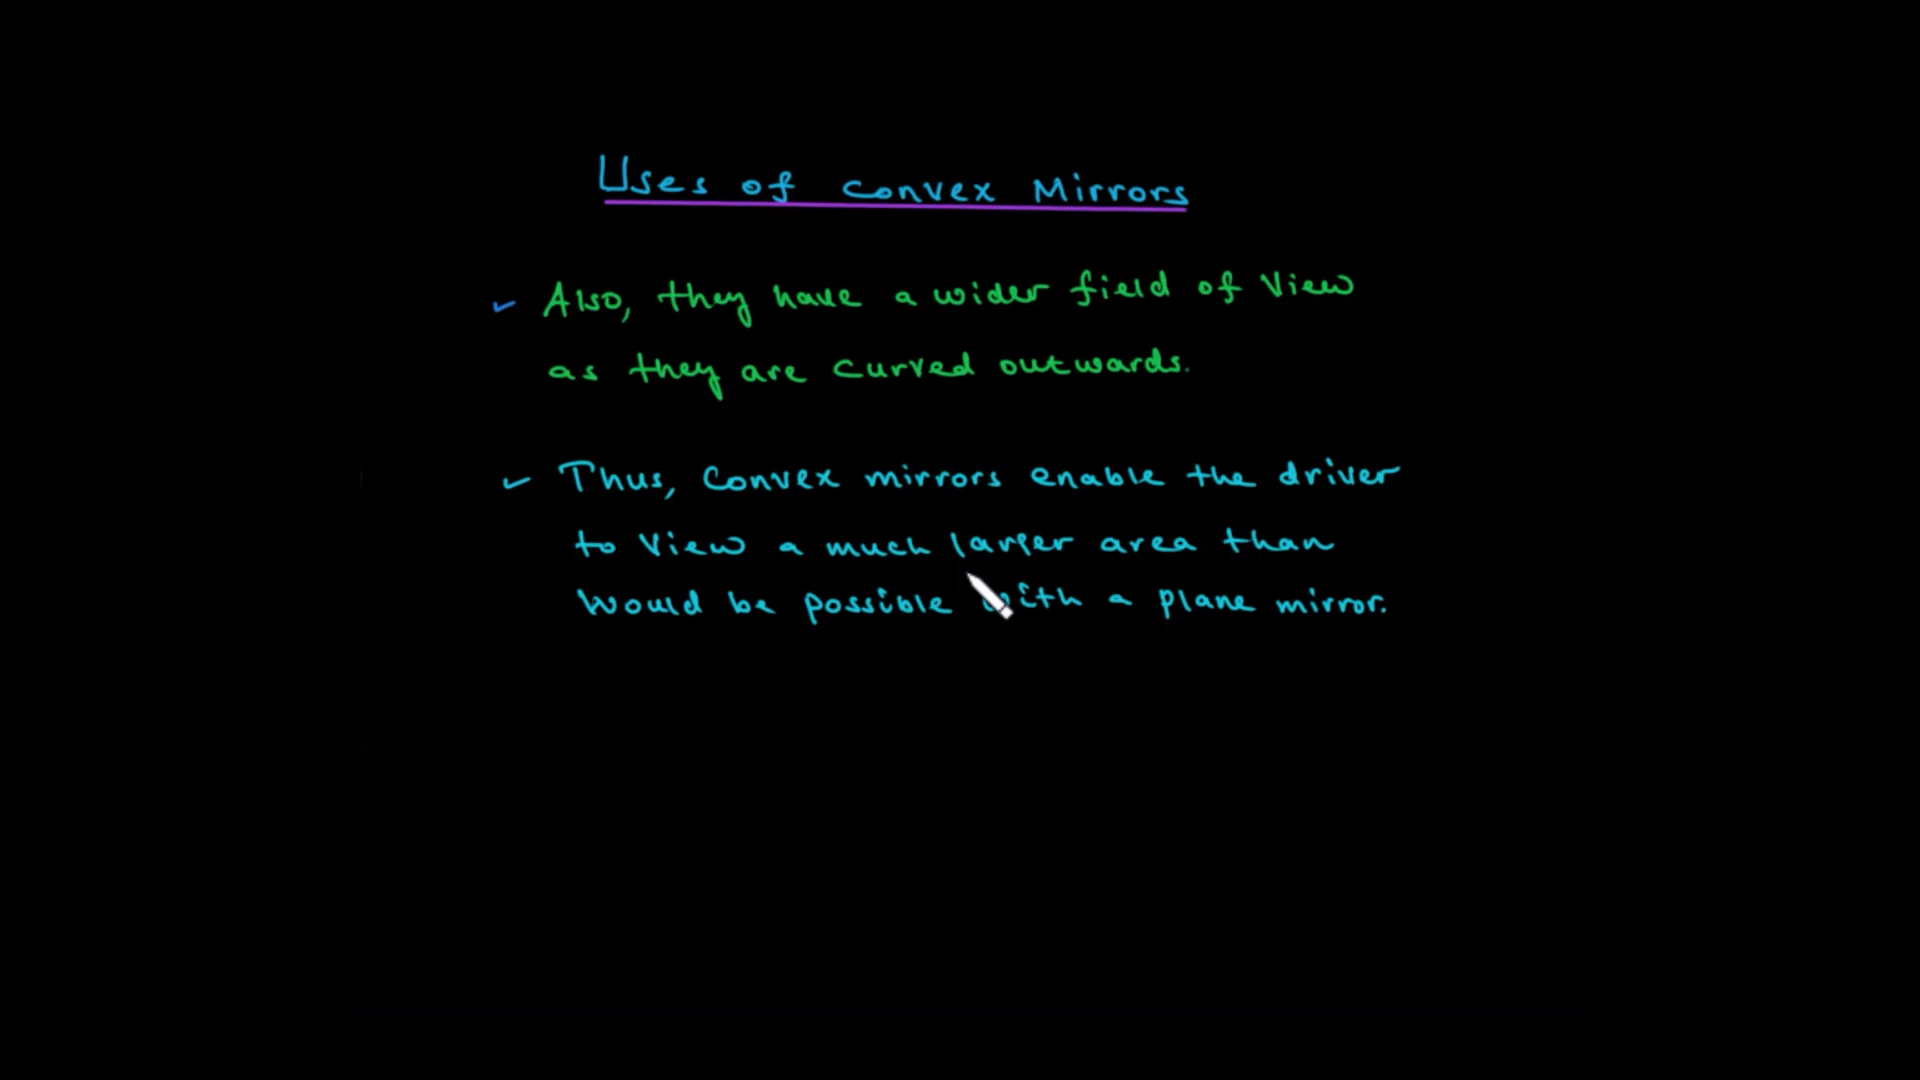 Uses of Convex Mirrors
Also, they have a wider field of View
as they are curved outwards.
Thus, Convex mirrors enable the driver
to View a much larger area than
Would be possible with a plane mirror.